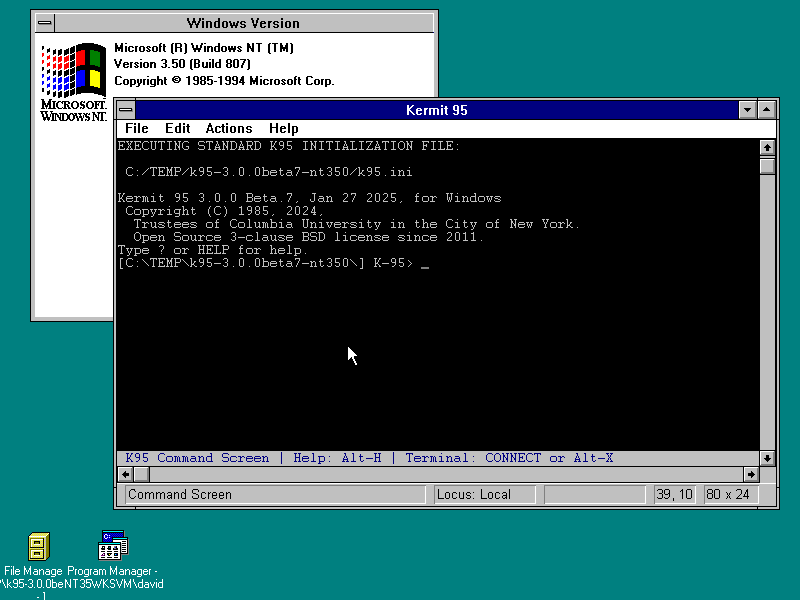 Windows Version
Microsoft (R) Windows NT (TM)
Version 3.50 (Build 807)
Copyright © 1985-1994 Microsoft Corp.
MICROSOFT.
WINDOWS NT.
Kermit 95
File Edit Actions Help
EXECUTING STANDARD K95 INITIALIZATION FILE:
C:/TEMP/k95-3.0.0beta7-nt350/k95.ini
Kermit 95 3.0.0 Beta.7, Jan 27 2025, for Windows
Copyright (C) 1985, 2024,
Trustees of Columbia University in the City of New York.
Open Source 3-clause BSD license since 2011.
Type ? or HELP for help.
[C:\TEMP\k95-3.0.0beta7-nt350\] K-95> _
K95 Command Screen | Help: Alt-H | Terminal: CONNECT or Alt-X
Command Screen Locus: Local 39, 10 80 x 24
C:\
File Manage Program Manager -
'\k95-3.0.0beNT35WKSVM\david
- ]